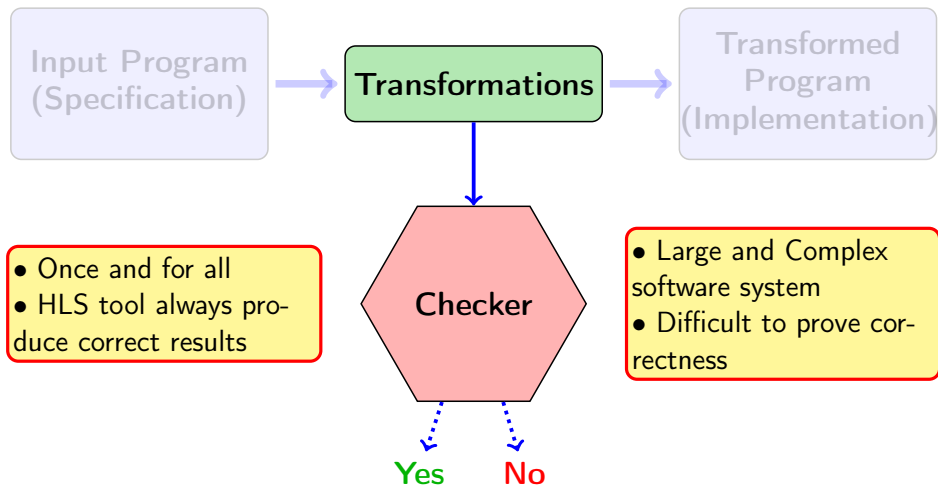 Input Program
(Specification)
Transformations
Transformed
Program
(Implementation)
• Once and for all
• HLS tool always pro-
duce correct results
Checker
• Large and Complex
software system
• Difficult to prove cor-
rectness
Yes
No